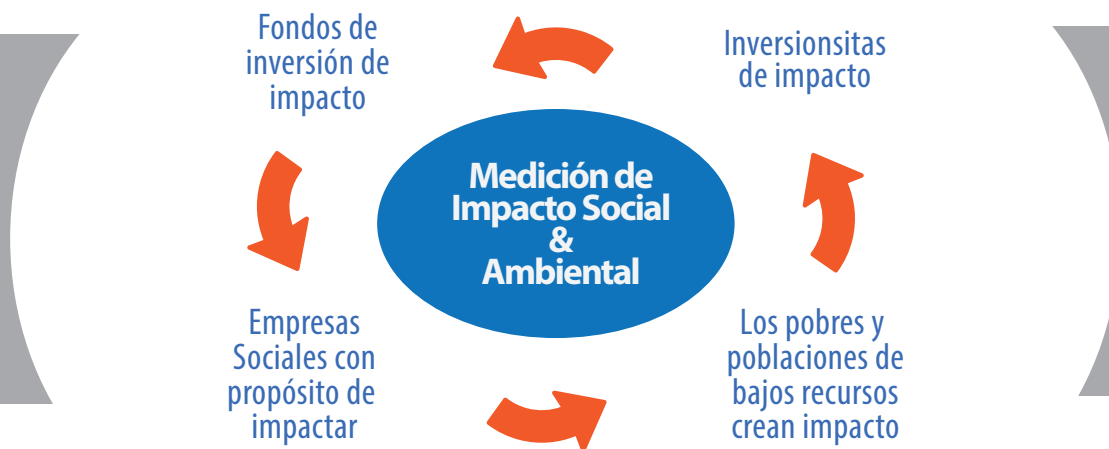 Fondos de
inversión de
impacto
Inversionsitas
de impacto
Medición de
Impacto Social
&
Ambiental
Empresas
Sociales con
propósito de
impactar
Los pobres y
poblaciones de
bajos recursos
crean impacto